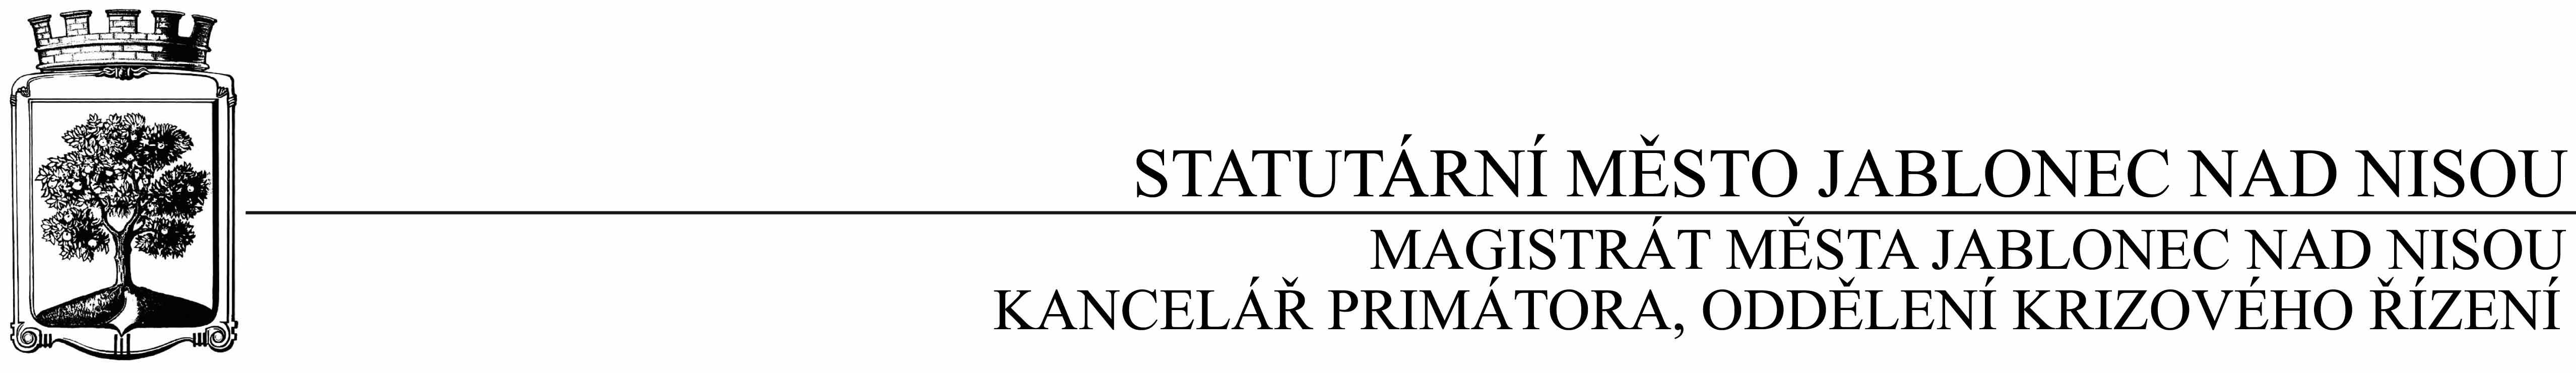 STATUTÁRNÍ MĚSTO JABLONEC NAD NISOU
MAGISTRÁT MĚSTA JABLONEC NAD NISOU
KANCELÁŘ PRIMÁTORA, ODDĚLENÍ KRIZOVÉHO ŘÍZENÍ